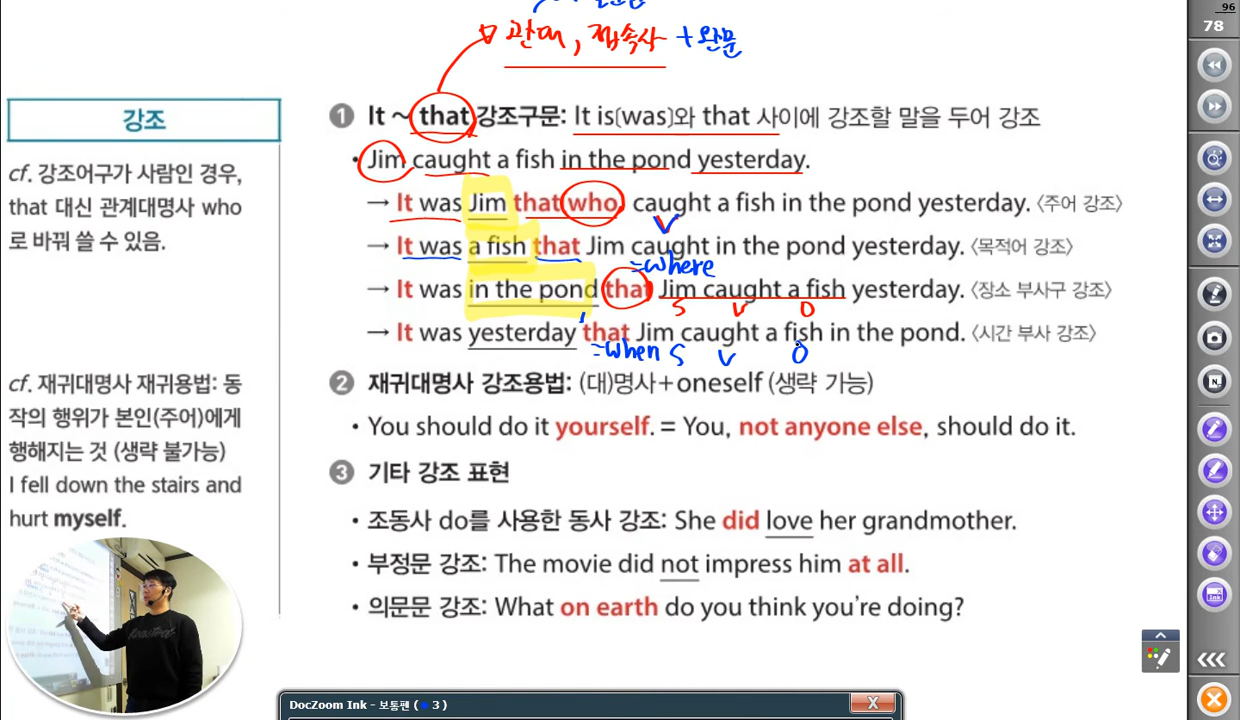 96
78
관대, 접속사 + 완문
강조
cf. 강조어구가 사람인 경우,
that 대신 관계대명사 who
로 바꿔 쓸 수 있음.
cf. 재귀대명사 재귀용법: 동
작의 행위가 본인(주어)에게
행해지는 것 (생략 불가능)
I fell down the stairs and
hurt myself.
1 It ~ that 강조구문: It is(was)와 that 사이에 강조할 말을 두어 강조
• Jim caught a fish in the pond yesterday.
→ It was Jim that who caught a fish in the pond yesterday. 〈주어 강조〉
V
→ It was a fish that Jim caught in the pond yesterday. 〈목적어 강조〉
=where
→ It was in the pond that Jim caught a fish yesterday. 〈장소 부사구 강조〉
S V O
→ It was yesterday that Jim caught a fish in the pond. 〈시간 부사 강조〉
=when S V O
2 재귀대명사 강조용법: (대)명사+oneself (생략 가능)
• You should do it yourself. = You, not anyone else, should do it.
3 기타 강조 표현
• 조동사 do를 사용한 동사 강조: She did love her grandmother.
• 부정문 강조: The movie did not impress him at all.
• 의문문 강조: What on earth do you think you're doing?
DocZoom Ink - 보통펜 ( 3 )
X
N
Ink